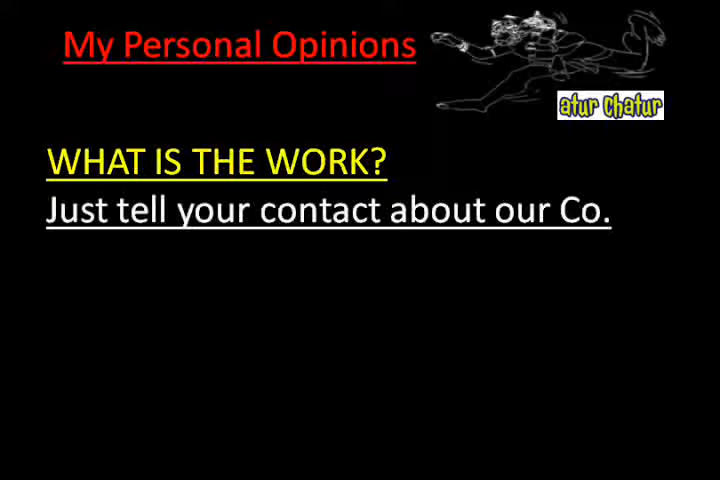 My Personal Opinions
atur chatur
WHAT IS THE WORK?
Just tell your contact about our Co.